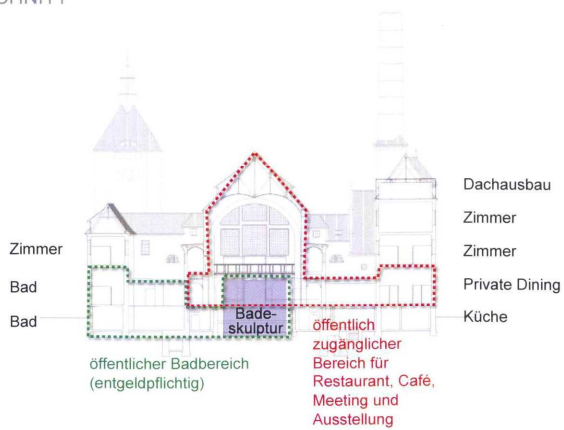 Dachausbau
Zimmer
Zimmer
Zimmer
Private Dining
Bad
Küche
Bad
Bade-
skulptur
öffentlich
zugänglicher
Bereich für
Restaurant, Café,
Meeting und
Ausstellung
öffentlicher Badbereich
(entgeldpflichtig)